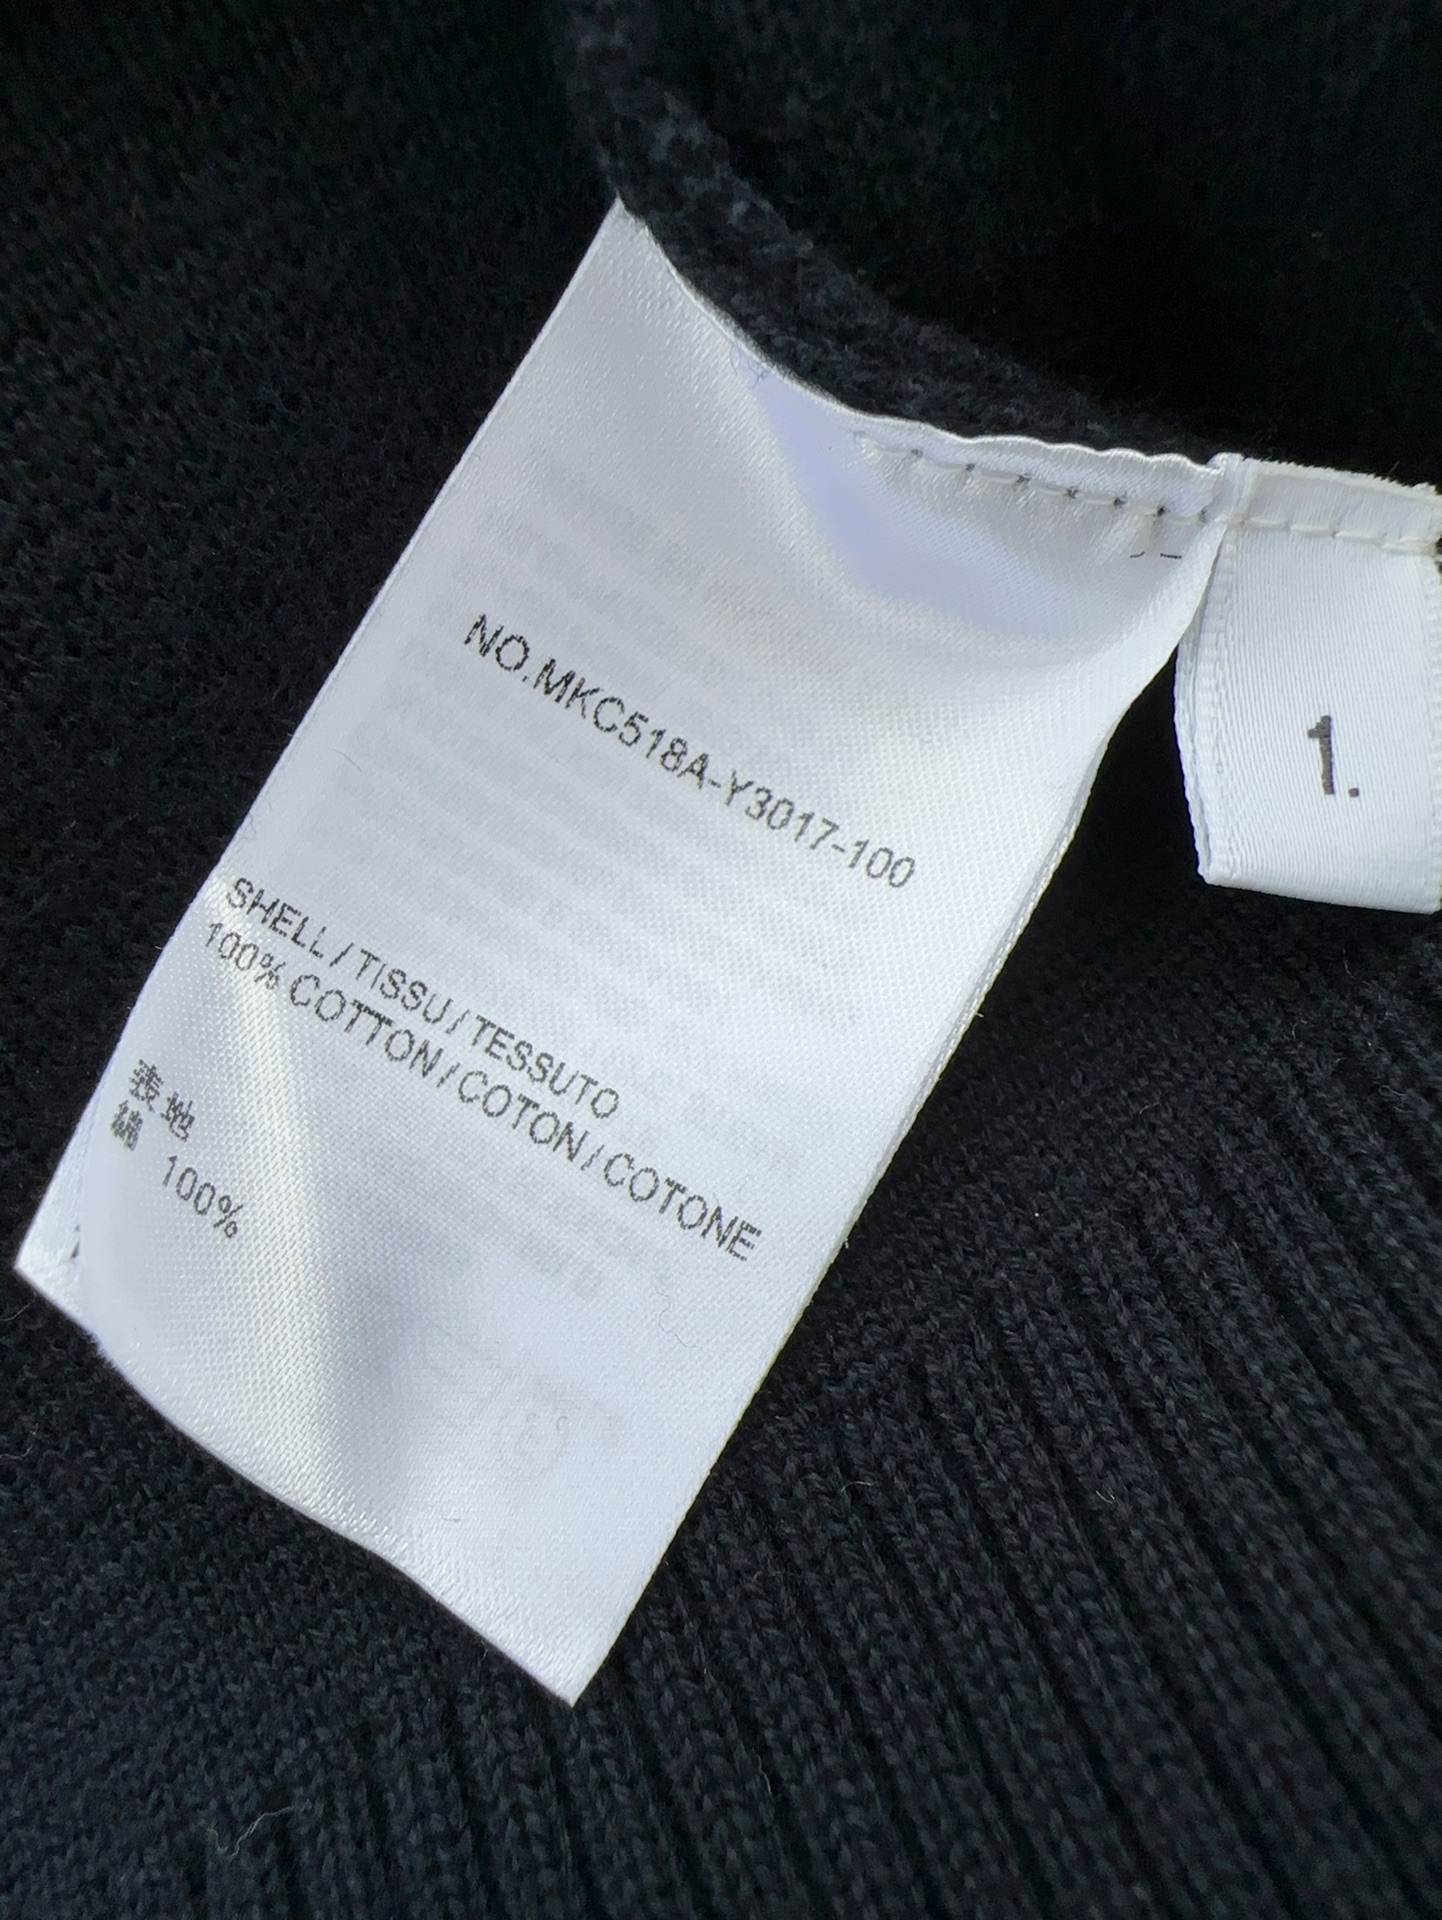 NO.MKC518A-Y3017-100
SHELL / TISSU / TESSUTO
100% COTTON / COTON / COTONE
表地
綿 100%
1.